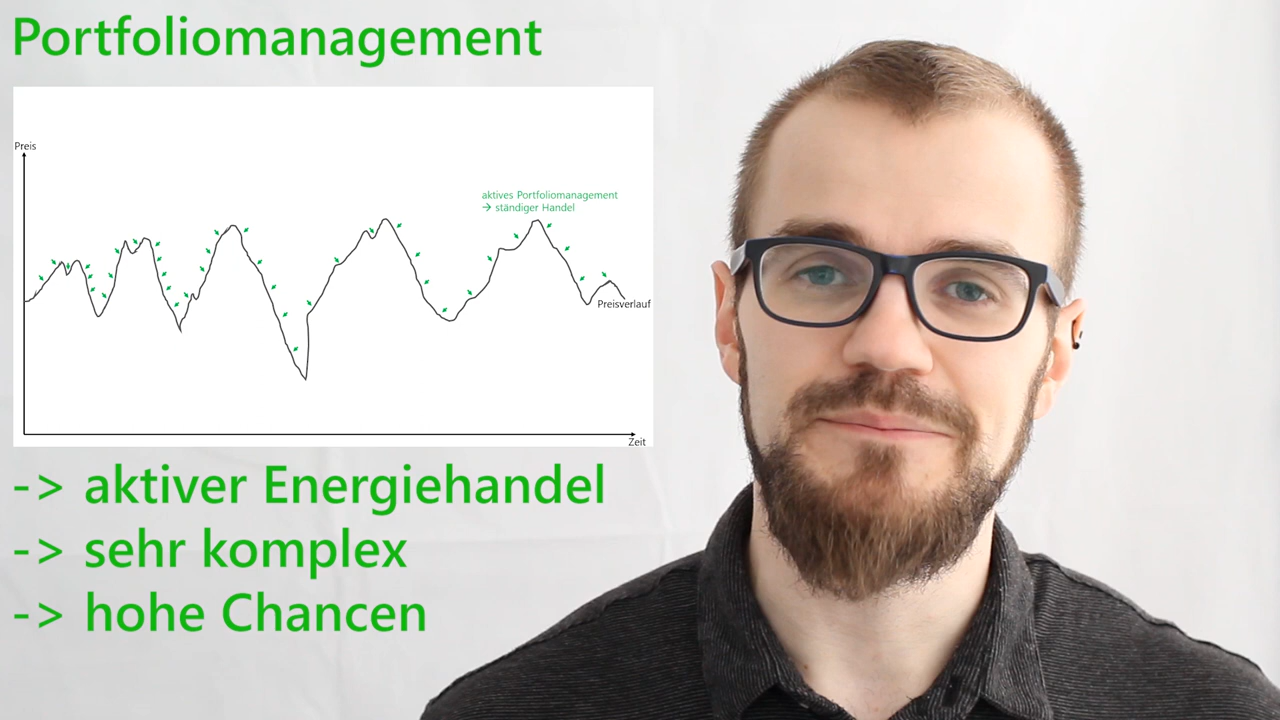 Portfoliomanagement
Preis
aktives Portfoliomanagement
→ ständiger Handel
Preisverlauf
Zeit
-> aktiver Energiehandel
-> sehr komplex
-> hohe Chancen